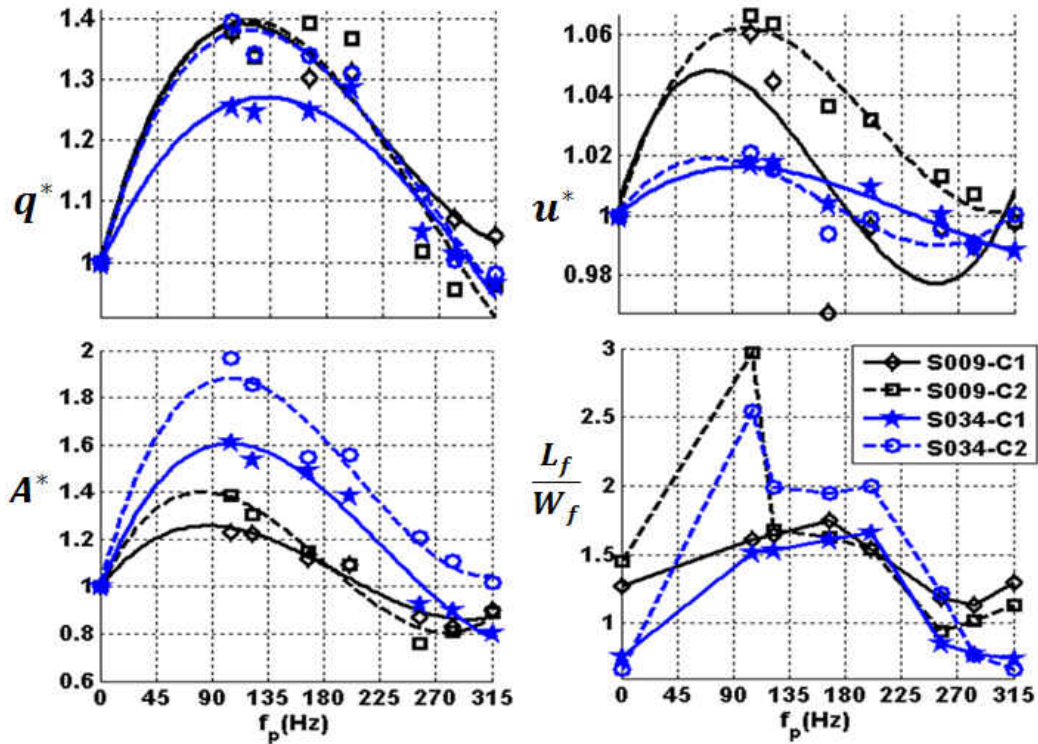 1.4
1.3
1.2
1.1
1
q*
1.06
1.04
1.02
1
0.98
u*
2
1.8
1.6
1.4
1.2
1
0.8
0.6
A*
0 45 90 135 180 225 270 315
f_p(Hz)
3
2.5
2
1.5
1
L_f
W_f
S009-C1
S009-C2
S034-C1
S034-C2
0 45 90 135 180 225 270 315
f_p(Hz)